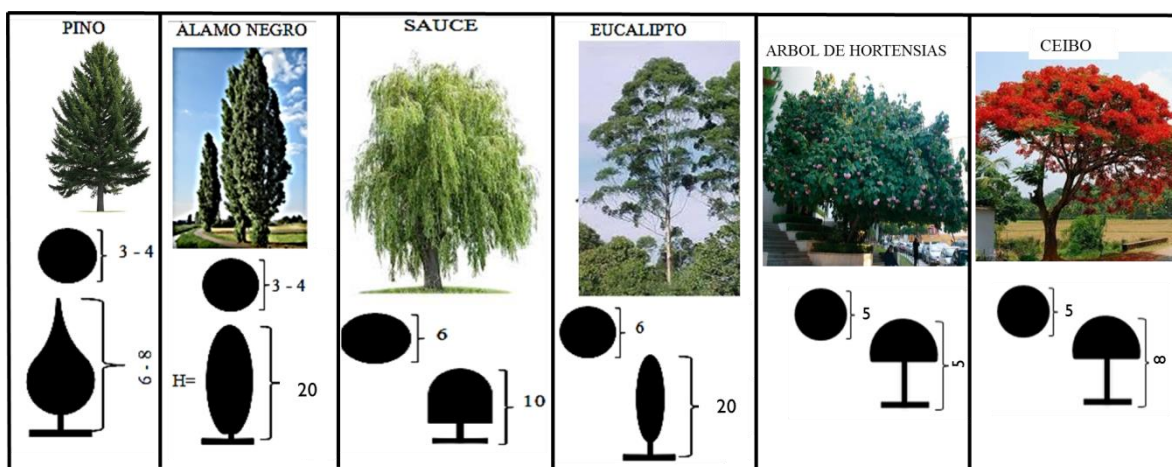 PINO
3 - 4
6 - 8
ÀLAMO NEGRO
3 - 4
H=
20
SAUCE
6
10
EUCALIPTO
6
20
ARBOL DE HORTENSIAS
5
5
CEIBO
5
8